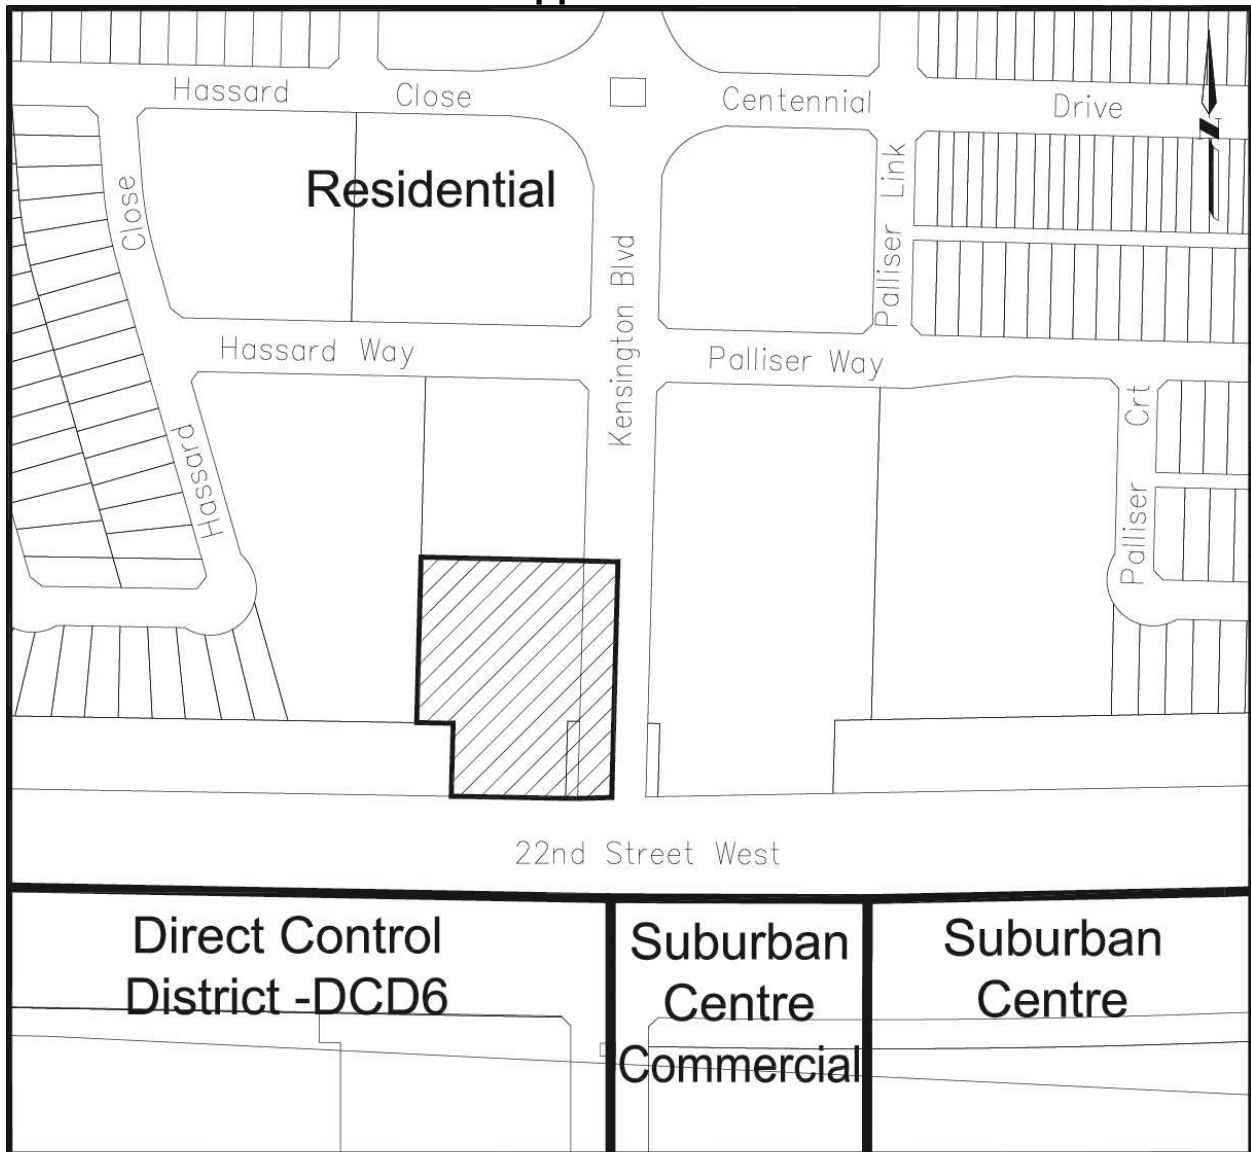 Hassard Close
Centennial Drive
Residential
Close
Palliser Link
Kensington Blvd
Hassard Way
Palliser Way
Hassard
Palliser Crt
22nd Street West
Direct Control
District -DCD6
Suburban
Centre
Commercial
Suburban
Centre